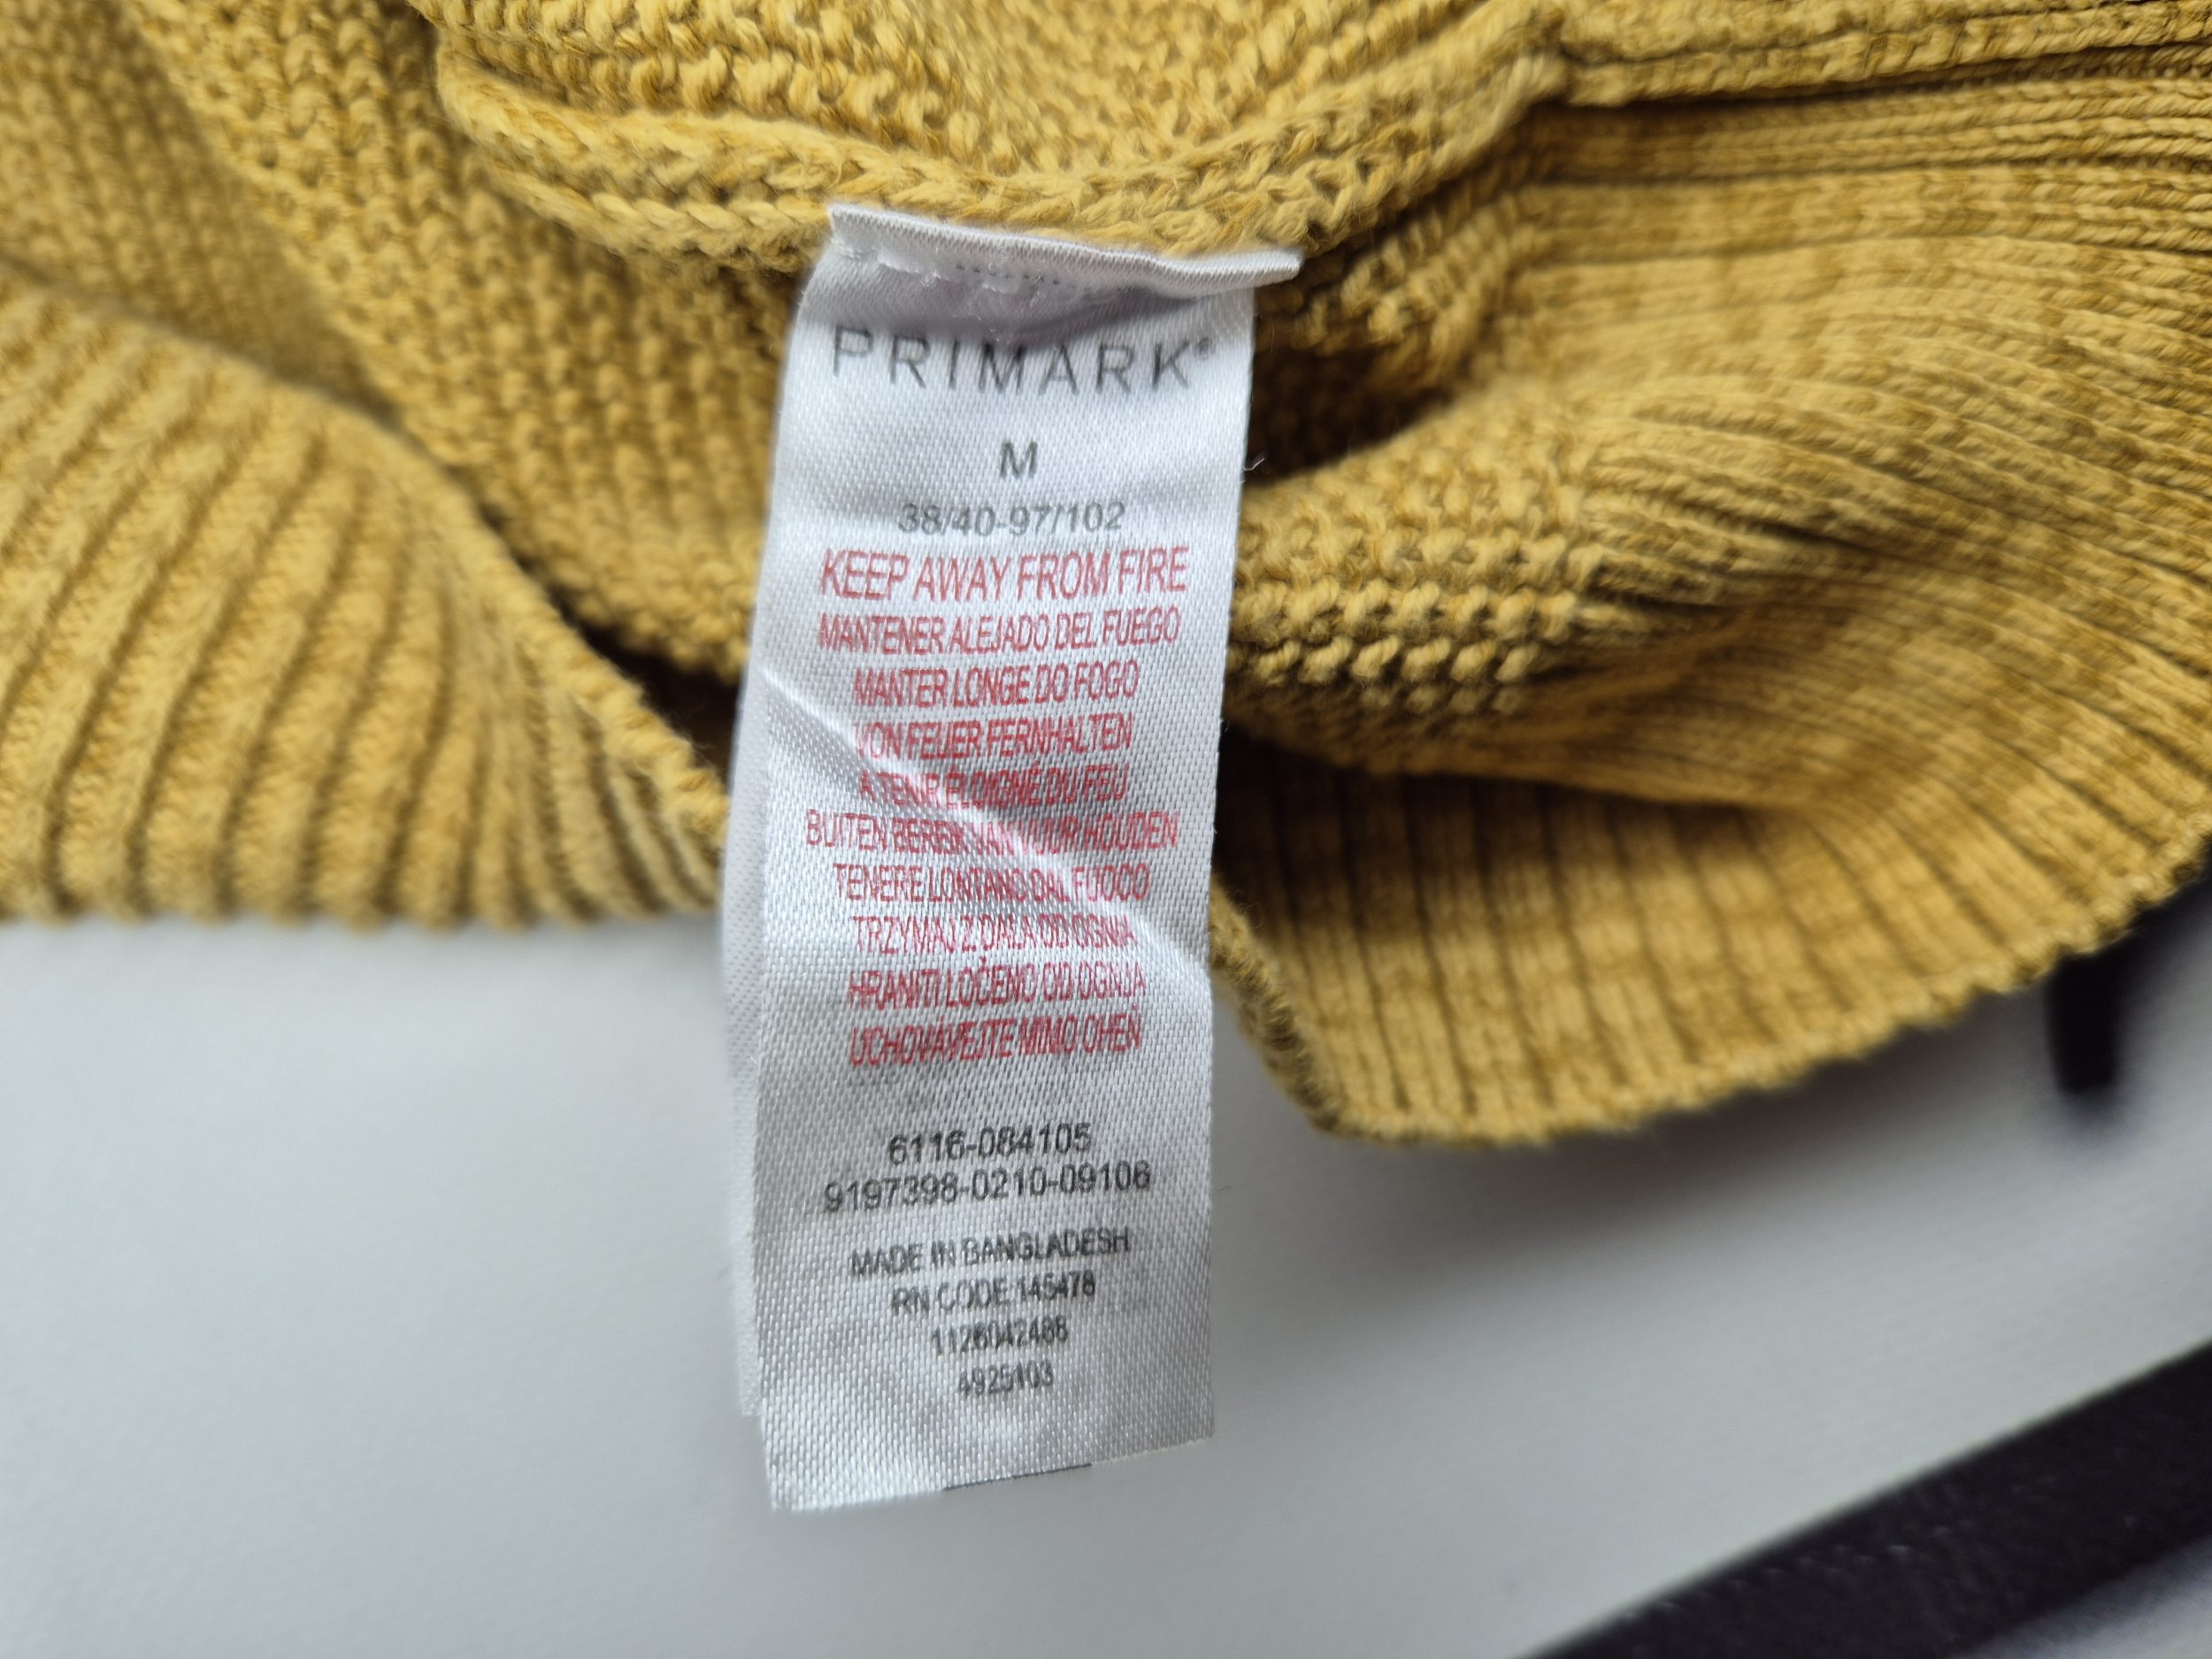 PRIMARK®
M
38/40-97/102
KEEP AWAY FROM FIRE
MANTENER ALEJADO DEL FUEGO
MANTER LONGE DO FOGO
VON FEUER FERNHALTEN
À TENIR ÉLOIGNÉ DU FEU
BUITEN BEREIK VAN VUUR HOUDEN
TENERE LONTANO DAL FUOCO
TRZYMAJ Z DALA OD OGNIA
HRANITI LOČENO OD OGNJA
UCHOVÁVEJTE MIMO OHEŇ
6116-084105
9197398-0210-09106
MADE IN BANGLADESH
RN CODE 145478
1126042488
4925103